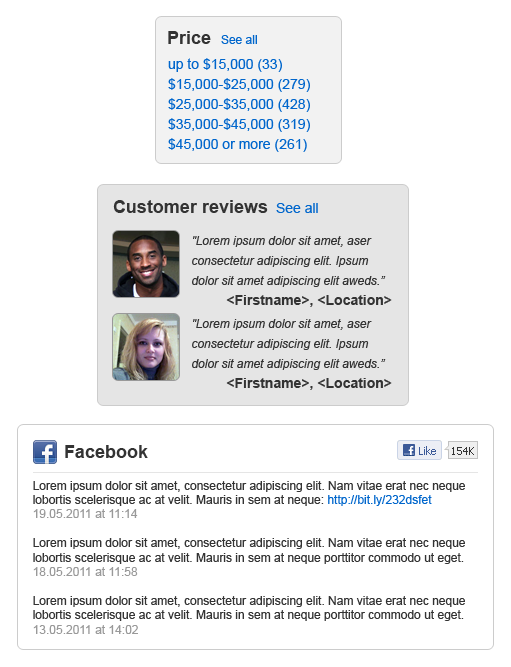 Price See all
up to $15,000 (33)
$15,000-$25,000 (279)
$25,000-$35,000 (428)
$35,000-$45,000 (319)
$45,000 or more (261)
Customer reviews See all
"Lorem ipsum dolor sit amet, aser
consectetur adipiscing elit. Ipsum
dolor sit amet adipiscing elit aweds."
<Firstname>, <Location>
"Lorem ipsum dolor sit amet, aser
consectetur adipiscing elit. Ipsum
dolor sit amet adipiscing elit aweds."
<Firstname>, <Location>
f Facebook f Like 154K
Lorem ipsum dolor sit amet, consectetur adipiscing elit. Nam vitae erat nec neque
lobortis scelerisque ac at velit. Mauris in sem at neque: http://bit.ly/232dsfet
19.05.2011 at 11:14
Lorem ipsum dolor sit amet, consectetur adipiscing elit. Nam vitae erat nec neque
lobortis scelerisque ac at velit. Mauris in sem at neque porttitor commodo ut eget.
18.05.2011 at 11:58
Lorem ipsum dolor sit amet, consectetur adipiscing elit. Nam vitae erat nec neque
lobortis scelerisque ac at velit. Mauris in sem at neque porttitor commodo ut eget.
13.05.2011 at 14:02